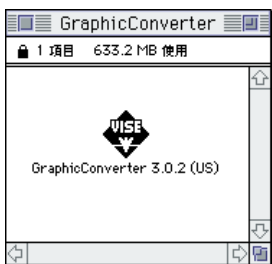 GraphicConverter
1 項目 633.2 MB 使用
VISE
GraphicConverter 3.0.2 (US)